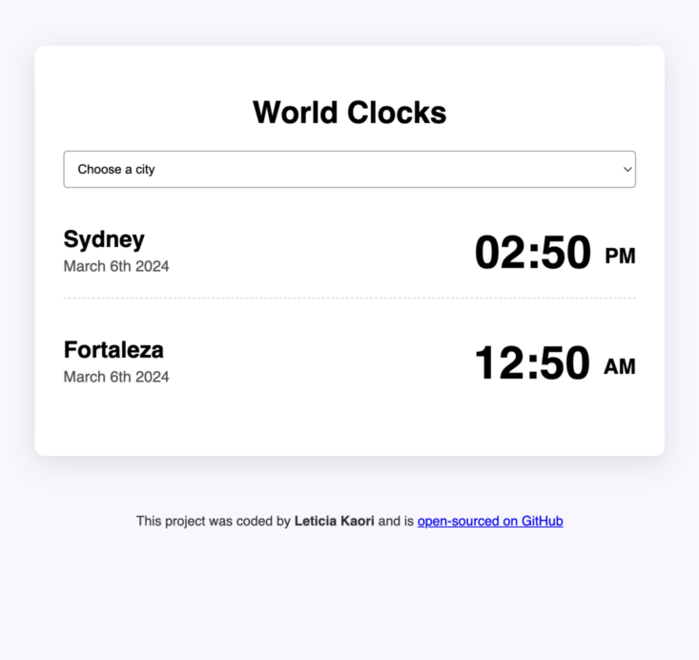 World Clocks
Choose a city
Sydney
March 6th 2024
02:50 PM
Fortaleza
March 6th 2024
12:50 AM
This project was coded by Leticia Kaori and is open-sourced on GitHub